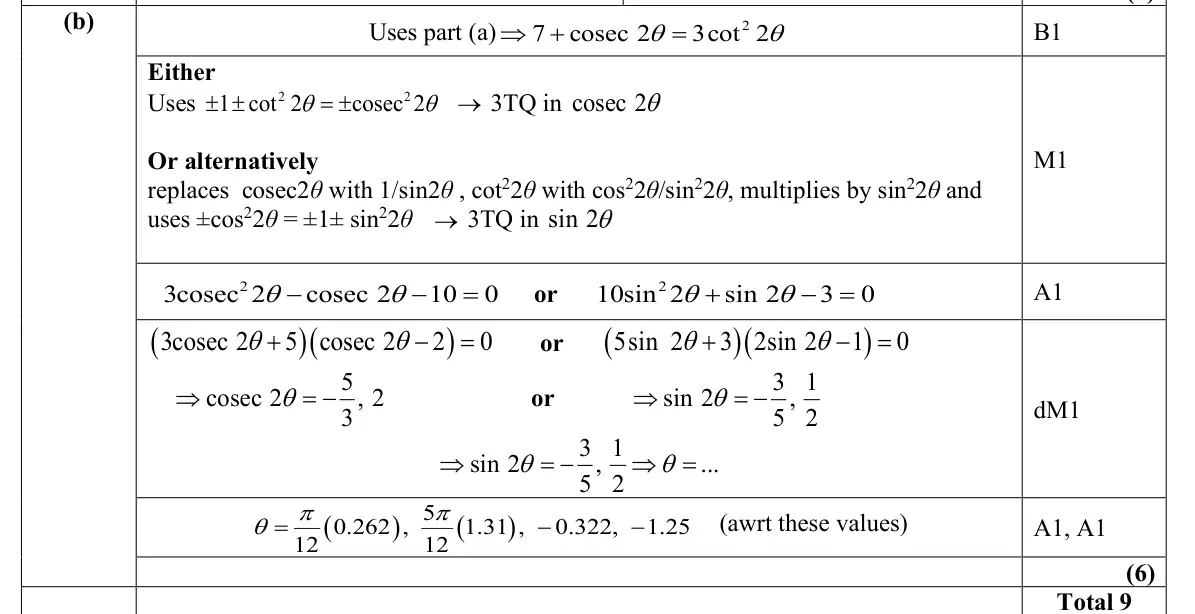 (b)
Uses part (a) ⇒ 7 + cosec 2θ = 3cot² 2θ
B1
Either
Uses ±1±cot² 2θ = ±cosec²2θ → 3TQ in cosec 2θ
Or alternatively
replaces cosec2θ with 1/sin2θ , cot²2θ with cos²2θ/sin²2θ, multiplies by sin²2θ and
uses ±cos²2θ = ±1± sin²2θ → 3TQ in sin 2θ
M1
3cosec² 2θ − cosec 2θ − 10 = 0 or 10sin² 2θ + sin 2θ − 3 = 0
A1
(3cosec 2θ + 5)(cosec 2θ − 2) = 0 or (5sin 2θ + 3)(2sin 2θ − 1) = 0
⇒ cosec 2θ = −5/3, 2 or ⇒ sin 2θ = −3/5, 1/2
⇒ sin 2θ = −3/5, 1/2 ⇒ θ = ...
dM1
θ = π/12 (0.262), 5π/12 (1.31), −0.322, −1.25 (awrt these values)
A1, A1
(6)
Total 9